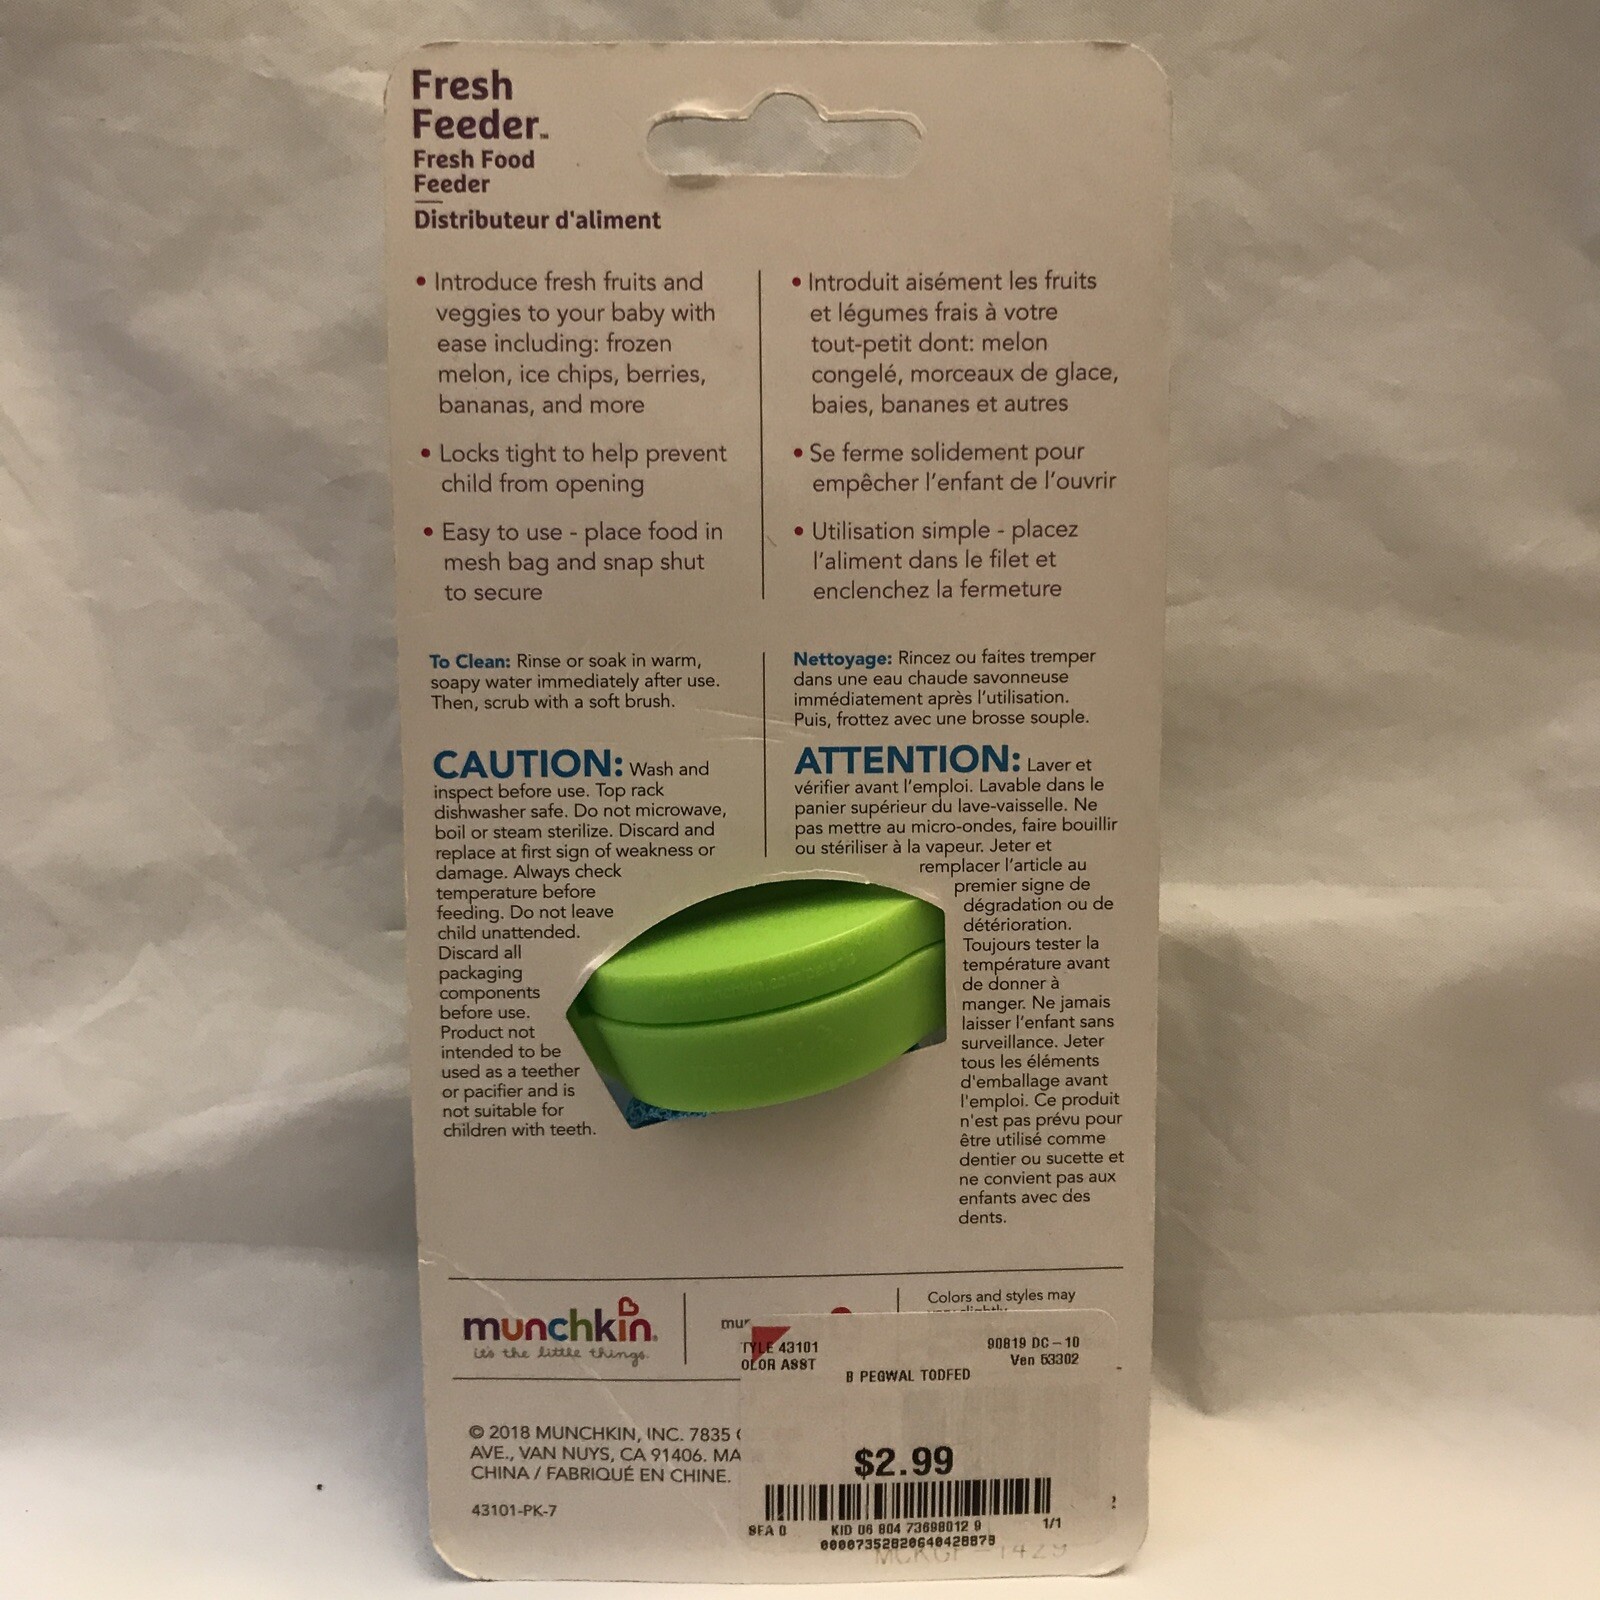 Fresh
Feeder™
Fresh Food
Feeder
Distributeur d'aliment
• Introduce fresh fruits and
veggies to your baby with
ease including: frozen
melon, ice chips, berries,
bananas, and more
• Locks tight to help prevent
child from opening
• Easy to use - place food in
mesh bag and snap shut
to secure
• Introduit aisément les fruits
et légumes frais à votre
tout-petit dont: melon
congelé, morceaux de glace,
baies, bananes et autres
• Se ferme solidement pour
empêcher l'enfant de l'ouvrir
• Utilisation simple - placez
l'aliment dans le filet et
enclenchez la fermeture
To Clean: Rinse or soak in warm,
soapy water immediately after use.
Then, scrub with a soft brush.
CAUTION: Wash and
inspect before use. Top rack
dishwasher safe. Do not microwave,
boil or steam sterilize. Discard and
replace at first sign of weakness or
damage. Always check
temperature before
feeding. Do not leave
child unattended.
Discard all
packaging
components
before use.
Product not
intended to be
used as a teether
or pacifier and is
not suitable for
children with teeth.
Nettoyage: Rincez ou faites tremper
dans une eau chaude savonneuse
immédiatement après l'utilisation.
Puis, frottez avec une brosse souple.
ATTENTION: Laver et
vérifier avant l'emploi. Lavable dans le
panier supérieur du lave-vaisselle. Ne
pas mettre au micro-ondes, faire bouillir
ou stériliser à la vapeur. Jeter et
remplacer l'article au
premier signe de
dégradation ou de
détérioration.
Toujours tester la
température avant
de donner à
manger. Ne jamais
laisser l'enfant sans
surveillance. Jeter
tous les éléments
d'emballage avant
l'emploi. Ce produit
n'est pas prévu pour
être utilisé comme
dentier ou sucette et
ne convient pas aux
enfants avec des
dents.
munchkin®
it's the little things.
mu
Colors and styles may
TYLE 43101
OLOR ASST
90819 DC-10
Ven 53302
B PEGWAL TODFED
$2.99
SEA 0 KID 06 804 73698012 9 1/1
00007352820640428878
© 2018 MUNCHKIN, INC. 7835
AVE., VAN NUYS, CA 91406. MA
CHINA / FABRIQUÉ EN CHINE.
43101-PK-7